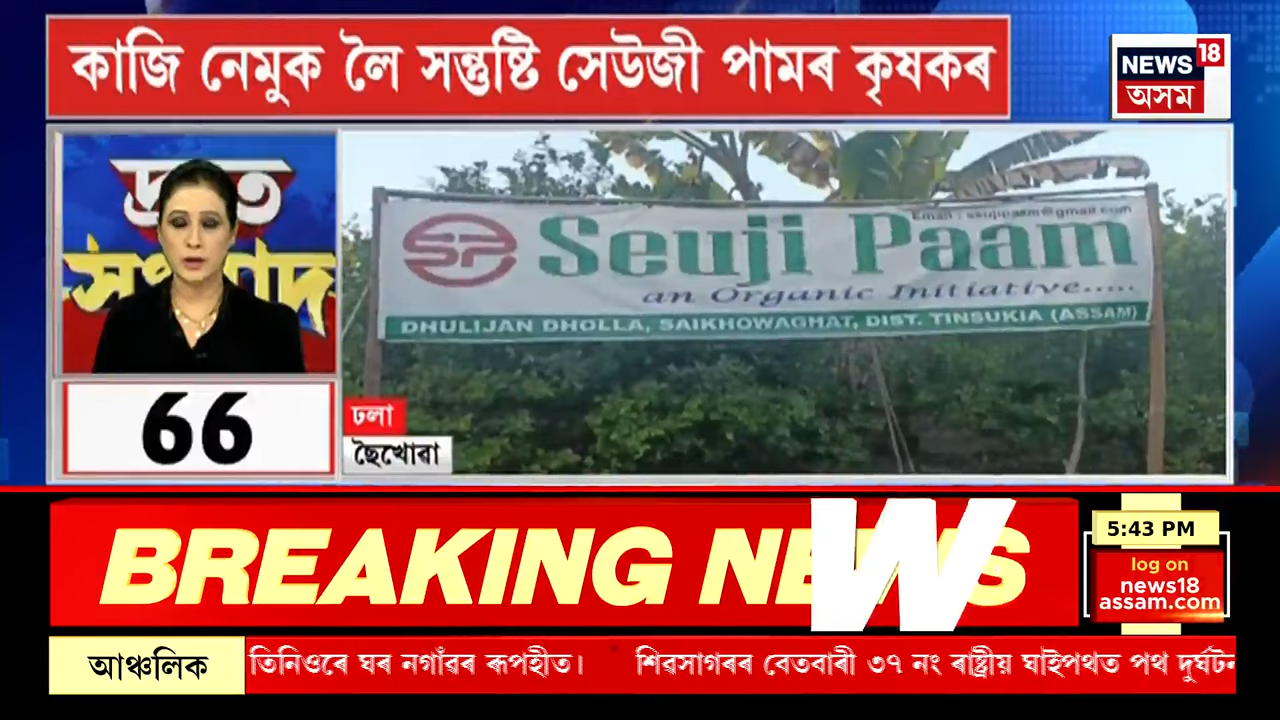 কাজি নেমুক লৈ সন্তুষ্টি সেউজী পামৰ কৃষকৰ
NEWS 18
অসম
দ্ৰুত
সংবাদ
66
Email : seujipaam@gmail.com
SP Seuji Paam
an Organic Initiative.....
DHULIJAN DHOLLA, SAIKHOWAGHAT, DIST. TINSUKIA (ASSAM)
ঢলা
ছৈখোৱা
BREAKING NEWS
5:43 PM
log on
news18
assam.com
আঞ্চলিক
তিনিওৰে ঘৰ নগাঁৱৰ ৰূপহীত। শিৱসাগৰৰ বেতবাৰী ৩৭ নং ৰাষ্ট্ৰীয় ঘাইপথত পথ